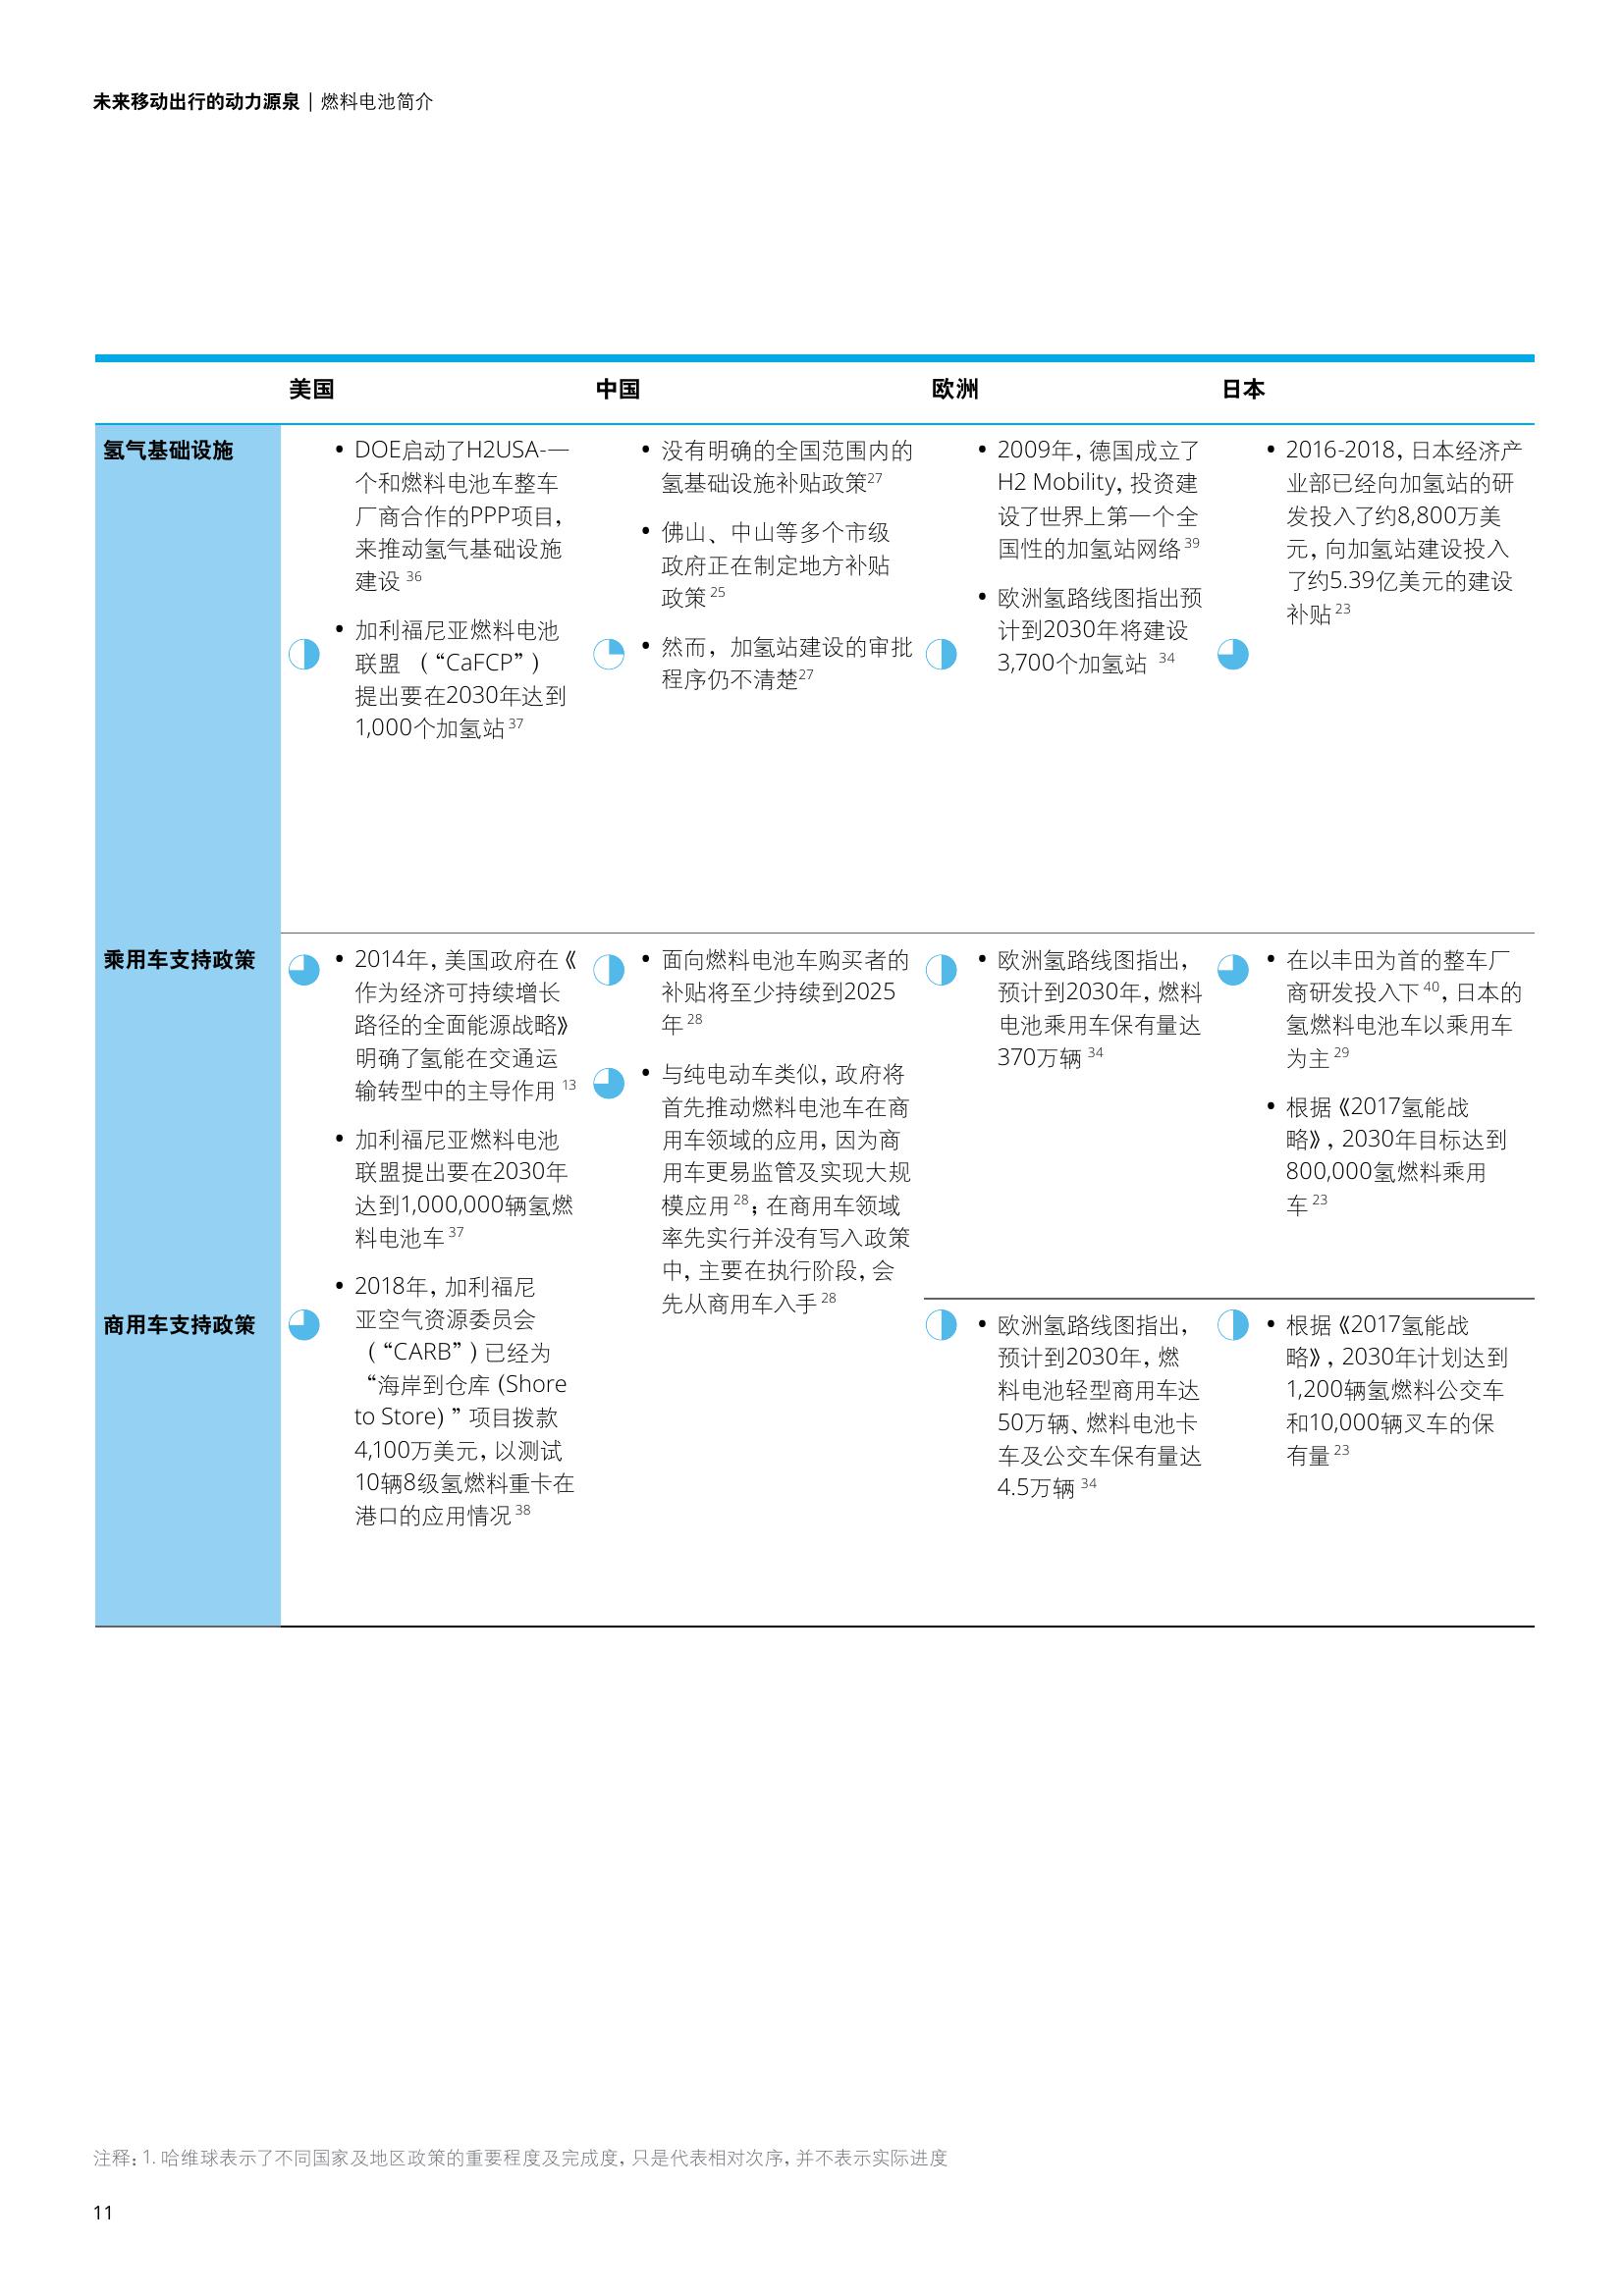 未来移动出行的动力源泉 | 燃料电池简介
美国
中国
欧洲
日本
氢气基础设施
• DOE启动了H2USA-一
个和燃料电池车整车
厂商合作的PPP项目，
来推动氢气基础设施
建设 36
• 加利福尼亚燃料电池
联盟 （“CaFCP”）
提出要在2030年达到
1,000个加氢站 37
• 没有明确的全国范围内的
氢基础设施补贴政策27
• 佛山、中山等多个市级
政府正在制定地方补贴
政策 25
• 然而，加氢站建设的审批
程序仍不清楚27
• 2009年，德国成立了
H2 Mobility, 投资建
设了世界上第一个全
国性的加氢站网络 39
• 欧洲氢路线图指出预
计到2030年将建设
3,700个加氢站 34
• 2016-2018，日本经济产
业部已经向加氢站的研
发投入了约8,800万美
元，向加氢站建设投入
了约5.39亿美元的建设
补贴 23
乘用车支持政策
• 2014年，美国政府在《
作为经济可持续增长
路径的全面能源战略》
明确了氢能在交通运
输转型中的主导作用 13
• 加利福尼亚燃料电池
联盟提出要在2030年
达到1,000,000辆氢燃
料电池车 37
• 2018年，加利福尼
亚空气资源委员会
（“CARB”）已经为
“海岸到仓库 (Shore
to Store) ” 项目拨款
4,100万美元，以测试
10辆8级氢燃料重卡在
港口的应用情况 38
• 面向燃料电池车购买者的
补贴将至少持续到2025
年 28
• 与纯电动车类似，政府将
首先推动燃料电池车在商
用车领域的应用，因为商
用车更易监管及实现大规
模应用 28；在商用车领域
率先实行并没有写入政策
中，主要在执行阶段，会
先从商用车入手 28
• 欧洲氢路线图指出，
预计到2030年，燃料
电池乘用车保有量达
370万辆 34
• 在以丰田为首的整车厂
商研发投入下 40，日本的
氢燃料电池车以乘用车
为主 29
• 根据《2017氢能战
略》，2030年目标达到
800,000氢燃料乘用
车 23
商用车支持政策
• 欧洲氢路线图指出，
预计到2030年，燃
料电池轻型商用车达
50万辆、燃料电池卡
车及公交车保有量达
4.5万辆 34
• 根据《2017氢能战
略》，2030年计划达到
1,200辆氢燃料公交车
和10,000辆叉车的保
有量 23
注释：1. 哈维球表示了不同国家及地区政策的重要程度及完成度，只是代表相对次序，并不表示实际进度
11